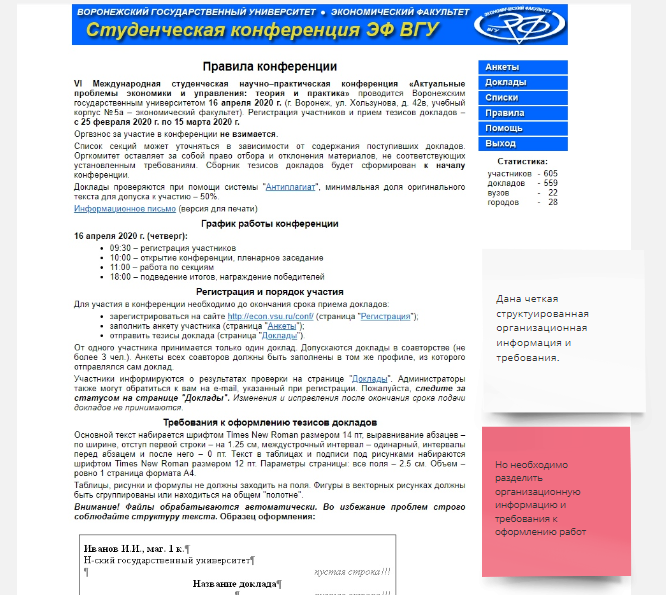 ВОРОНЕЖСКИЙ ГОСУДАРСТВЕННЫЙ УНИВЕРСИТЕТ ● ЭКОНОМИЧЕСКИЙ ФАКУЛЬТЕТ
Студенческая конференция ЭФ ВГУ
ЭКОНОМИЧЕСКИЙ ФАКУЛЬТЕТ
ВГУ
Правила конференции
VI Международная студенческая научно–практическая конференция «Актуальные
проблемы экономики и управления: теория и практика» проводится Воронежским
государственным университетом 16 апреля 2020 г. (г. Воронеж, ул. Хользунова, д. 42в, учебный
корпус №5а – экономический факультет). Регистрация участников и прием тезисов докладов –
с 25 февраля 2020 г. по 15 марта 2020 г.
Оргвзнос за участие в конференции не взимается.
Список секций может уточняться в зависимости от содержания поступивших докладов.
Оргкомитет оставляет за собой право отбора и отклонения материалов, не соответствующих
установленным требованиям. Сборник тезисов докладов будет сформирован к началу
конференции.
Доклады проверяются при помощи системы "Антиплагиат", минимальная доля оригинального
текста для допуска к участию – 50%.
Информационное письмо (версия для печати)
График работы конференции
16 апреля 2020 г. (четверг):
• 09:30 – регистрация участников
• 10:00 – открытие конференции, пленарное заседание
• 11:00 – работа по секциям
• 18:00 – подведение итогов, награждение победителей
Регистрация и порядок участия
Для участия в конференции необходимо до окончания срока приема докладов:
• зарегистрироваться на сайте http://econ.vsu.ru/conf/ (страница "Регистрация");
• заполнить анкету участника (страница "Анкеты");
• отправить тезисы доклада (страница "Доклады").
От одного участника принимается только один доклад. Допускаются доклады в соавторстве (не
более 3 чел.). Анкеты всех соавторов должны быть заполнены в том же профиле, из которого
отправлялся сам доклад.
Участники информируются о результатах проверки на странице "Доклады". Администраторы
также могут обратиться к вам на e-mail, указанный при регистрации. Пожалуйста, следите за
статусом на странице "Доклады". Изменения и исправления после окончания срока подачи
докладов не принимаются.
Требования к оформлению тезисов докладов
Основной текст набирается шрифтом Times New Roman размером 14 пт, выравнивание абзацев –
по ширине, отступ первой строки – на 1.25 см, междустрочный интервал – одинарный, интервалы
перед абзацем и после него – 0 пт. Текст в таблицах и подписи под рисунками набираются
шрифтом Times New Roman размером 12 пт. Параметры страницы: все поля – 2.5 см. Объем –
ровно 1 страница формата А4.
Таблицы, рисунки и формулы не должны заходить на поля. Фигуры в векторных рисунках должны
быть сгруппированы или находиться на общем "полотне".
Внимание! Файлы обрабатываются автоматически. Во избежание проблем строго
соблюдайте структуру текста. Образец оформления:
Иванов И.И., маг. 1 к.¶
Н-ский государственный университет¶
¶ пустая строка!!!
Название доклада¶
¶ пустая строка!!!
Анкеты
Доклады
Списки
Правила
Помощь
Выход
Статистика:
участников - 605
докладов - 559
вузов - 22
городов - 28
Дана четкая
структуированная
организационная
информация и
требования.
Но необходимо
разделить
организационную
информацию и
требования к
оформлению работ